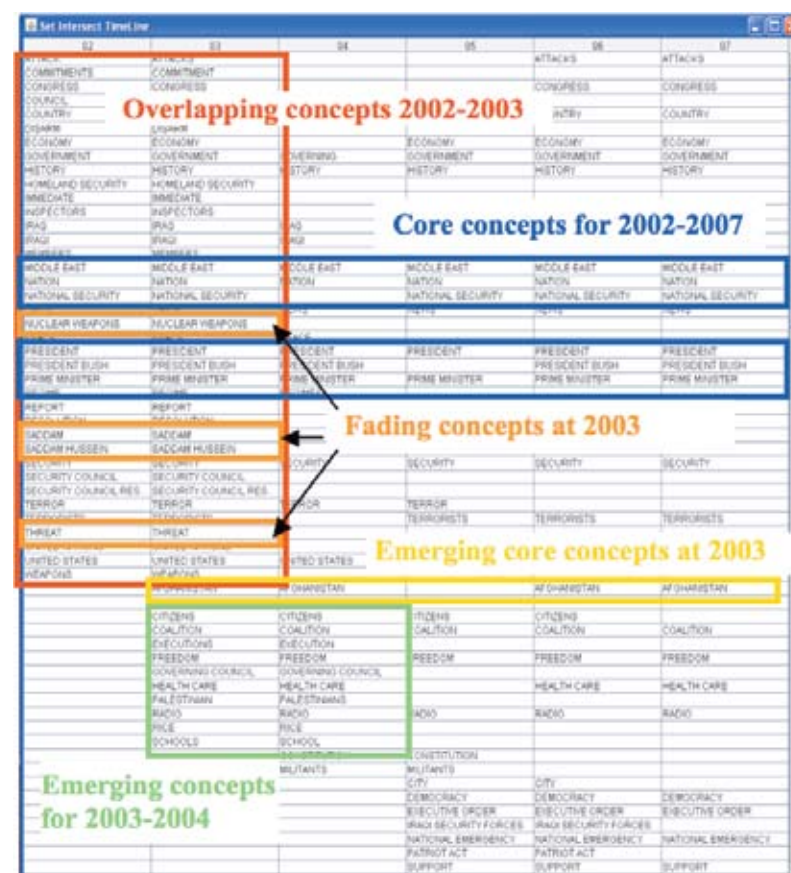 Set Intersect TimeLine
02 03 04 05 06 07
ATTACK ATTACKS ATTACKS ATTACKS
COMMITMENTS COMMITMENT
CONGRESS CONGRESS CONGRESS CONGRESS
COUNCIL
Overlapping concepts 2002-2003
COUNTRY COUNTRY
DISARM DISARM
ECONOMY ECONOMY ECONOMY ECONOMY ECONOMY
GOVERNMENT GOVERNMENT GOVERNMENT GOVERNMENT GOVERNMENT
HISTORY HISTORY HISTORY HISTORY HISTORY
HOMELAND SECURITY HOMELAND SECURITY
IMMEDIATE IMMEDIATE
INSPECTORS INSPECTORS
IRAQ IRAQ
IRAQI IRAQI
Core concepts for 2002-2007
MEMBERS MEMBERS
MIDDLE EAST MIDDLE EAST MIDDLE EAST MIDDLE EAST MIDDLE EAST
NATION NATION NATION NATION NATION NATION
NATIONAL SECURITY NATIONAL SECURITY NATIONAL SECURITY NATIONAL SECURITY NATIONAL SECURITY
NUCLEAR WEAPONS NUCLEAR WEAPONS
PRESIDENT PRESIDENT PRESIDENT PRESIDENT PRESIDENT
PRESIDENT BUSH PRESIDENT BUSH PRESIDENT BUSH PRESIDENT BUSH
PRIME MINISTER PRIME MINISTER PRIME MINISTER PRIME MINISTER PRIME MINISTER
REPORT REPORT
Fading concepts at 2003
SADDAM SADDAM
SADDAM HUSSEIN SADDAM HUSSEIN
SECURITY SECURITY SECURITY SECURITY SECURITY
SECURITY COUNCIL SECURITY COUNCIL
SECURITY COUNCIL RES SECURITY COUNCIL RES
TERROR TERROR TERROR
TERRORISTS TERRORISTS TERRORISTS
THREAT THREAT
Emerging core concepts at 2003
UNITED STATES UNITED STATES UNITED STATES
WEAPONS WEAPONS
AFGHANISTAN AFGHANISTAN AFGHANISTAN AFGHANISTAN
CITIZENS CITIZENS CITIZENS CITIZENS
COALITION COALITION COALITION COALITION COALITION
EXECUTIONS EXECUTION
FREEDOM FREEDOM FREEDOM FREEDOM FREEDOM
GOVERNING COUNCIL GOVERNING COUNCIL
HEALTH CARE HEALTH CARE HEALTH CARE HEALTH CARE
PALESTINIAN PALESTINIANS
RADIO RADIO RADIO RADIO RADIO
RICE RICE
SCHOOLS SCHOOL
CONSTITUTION CONSTITUTION
MILITANTS MILITANTS
Emerging concepts
for 2003-2004
CITY CITY
DEMOCRACY DEMOCRACY DEMOCRACY
EXECUTIVE ORDER EXECUTIVE ORDER EXECUTIVE ORDER
IRAQI SECURITY FORCES IRAQI SECURITY FORCES
NATIONAL EMERGENCY NATIONAL EMERGENCY NATIONAL EMERGENCY
PATRIOT ACT PATRIOT ACT
SUPPORT SUPPORT SUPPORT